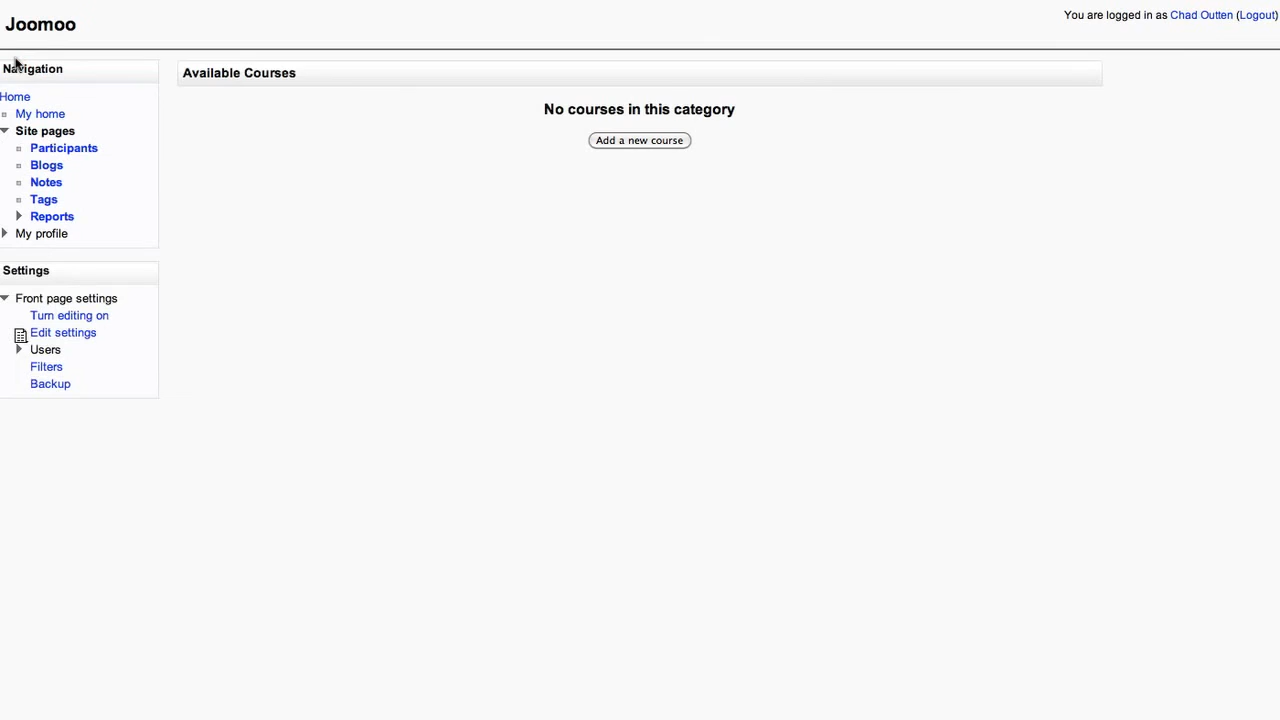 Joomoo
You are logged in as Chad Outten (Logout)
Navigation
Home
My home
Site pages
Participants
Blogs
Notes
Tags
Reports
My profile
Settings
Front page settings
Turn editing on
Edit settings
Users
Filters
Backup
Available Courses
No courses in this category
Add a new course